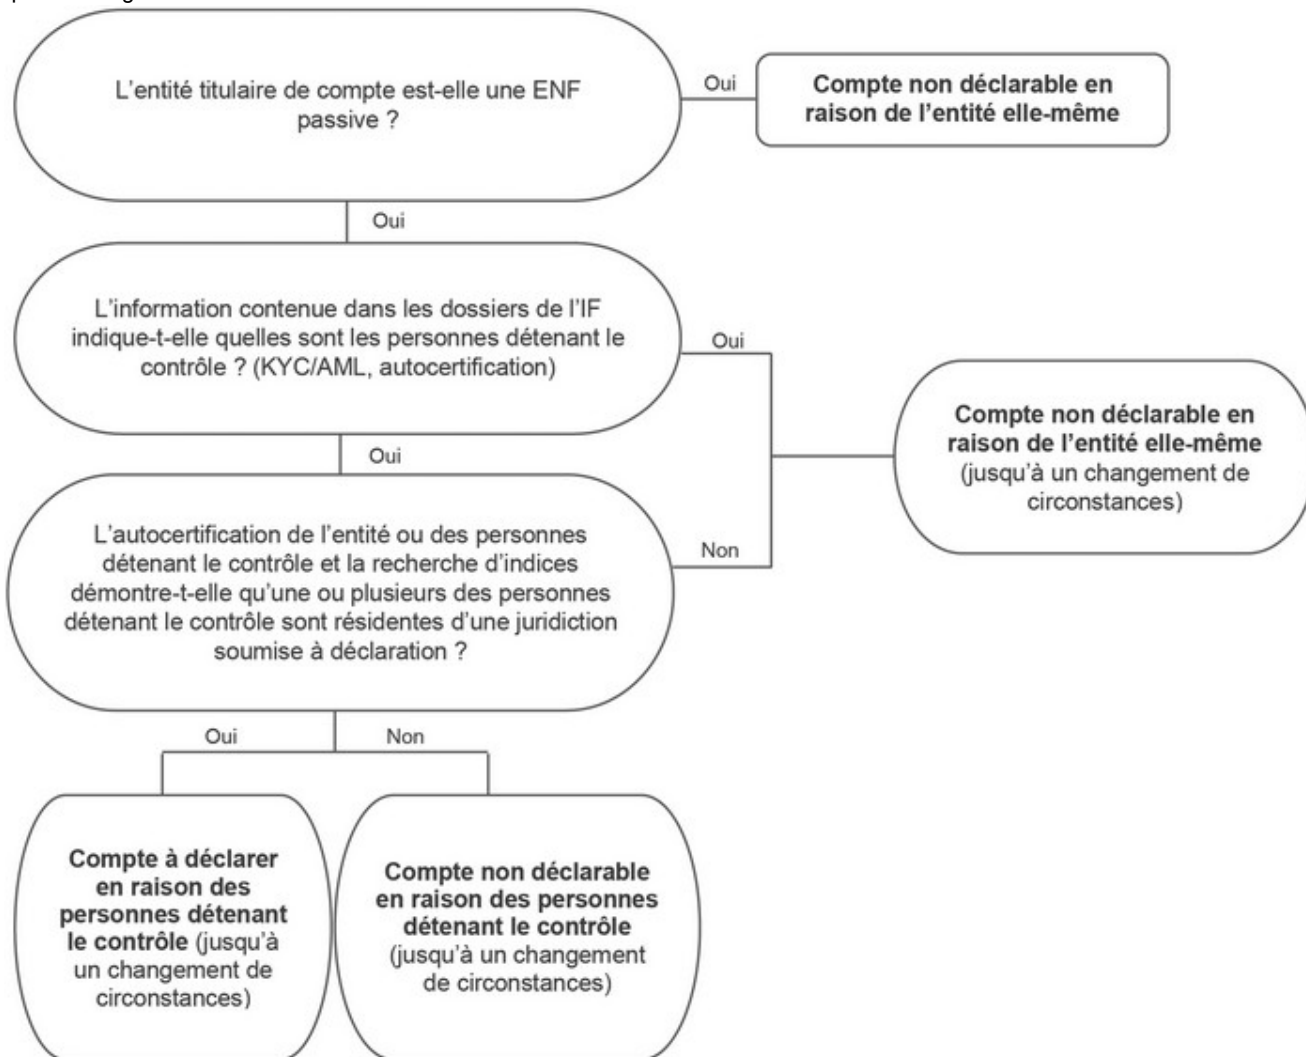 L'entité titulaire de compte est-elle une ENF
passive ?
Oui
Compte non déclarable en
raison de l'entité elle-même
Oui
L'information contenue dans les dossiers de l'IF
indique-t-elle quelles sont les personnes détenant le
contrôle ? (KYC/AML, autocertification)
Oui
Compte non déclarable en
raison de l'entité elle-même
(jusqu'à un changement de
circonstances)
Oui
L'autocertification de l'entité ou des personnes
détenant le contrôle et la recherche d'indices
démontre-t-elle qu'une ou plusieurs des personnes
détenant le contrôle sont résidentes d'une juridiction
soumise à déclaration ?
Non
Oui
Non
Compte à déclarer
en raison des
personnes détenant
le contrôle (jusqu'à
un changement de
circonstances)
Compte non déclarable
en raison des personnes
détenant le contrôle
(jusqu'à un changement
de circonstances)